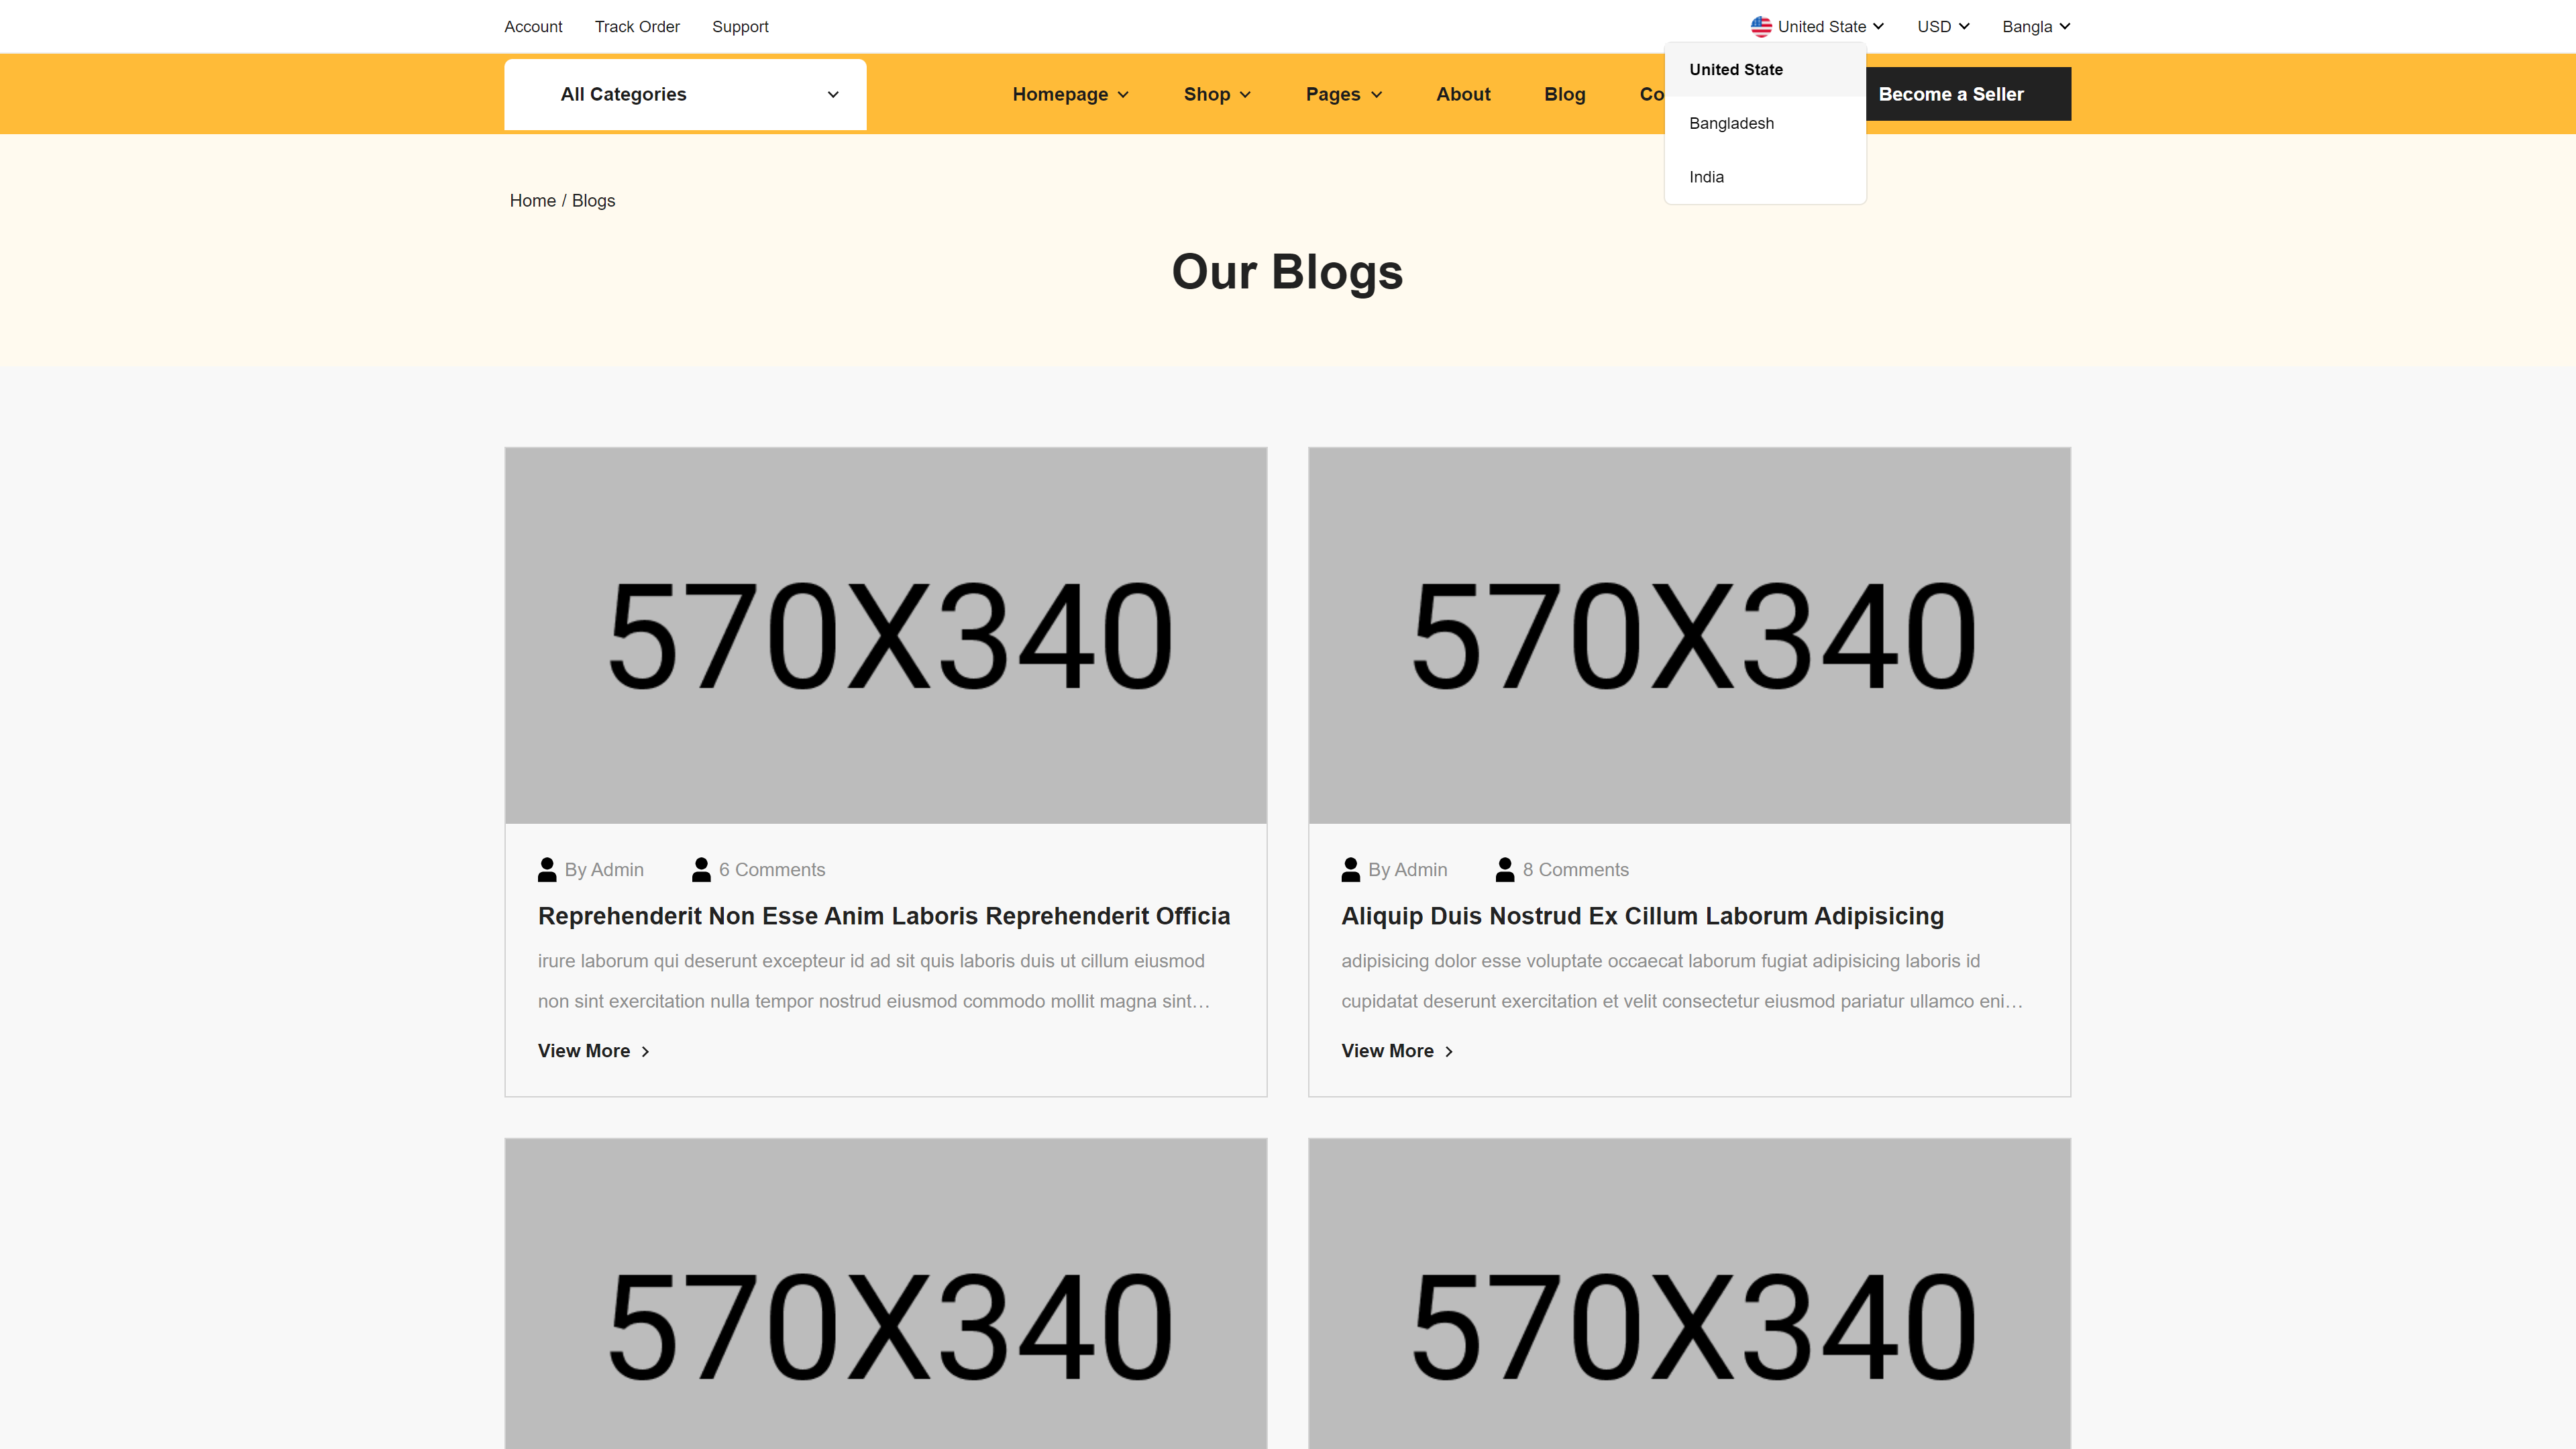 Account Track Order Support United State USD Bangla
All Categories Homepage Shop Pages About Blog Co Become a Seller
United State
Bangladesh
India
Home / Blogs
Our Blogs
570X340 570X340
By Admin 6 Comments
Reprehenderit Non Esse Anim Laboris Reprehenderit Officia
irure laborum qui deserunt excepteur id ad sit quis laboris duis ut cillum eiusmod
non sint exercitation nulla tempor nostrud eiusmod commodo mollit magna sint…
View More
By Admin 8 Comments
Aliquip Duis Nostrud Ex Cillum Laborum Adipisicing
adipisicing dolor esse voluptate occaecat laborum fugiat adipisicing laboris id
cupidatat deserunt exercitation et velit consectetur eiusmod pariatur ullamco eni…
View More
570X340 570X340